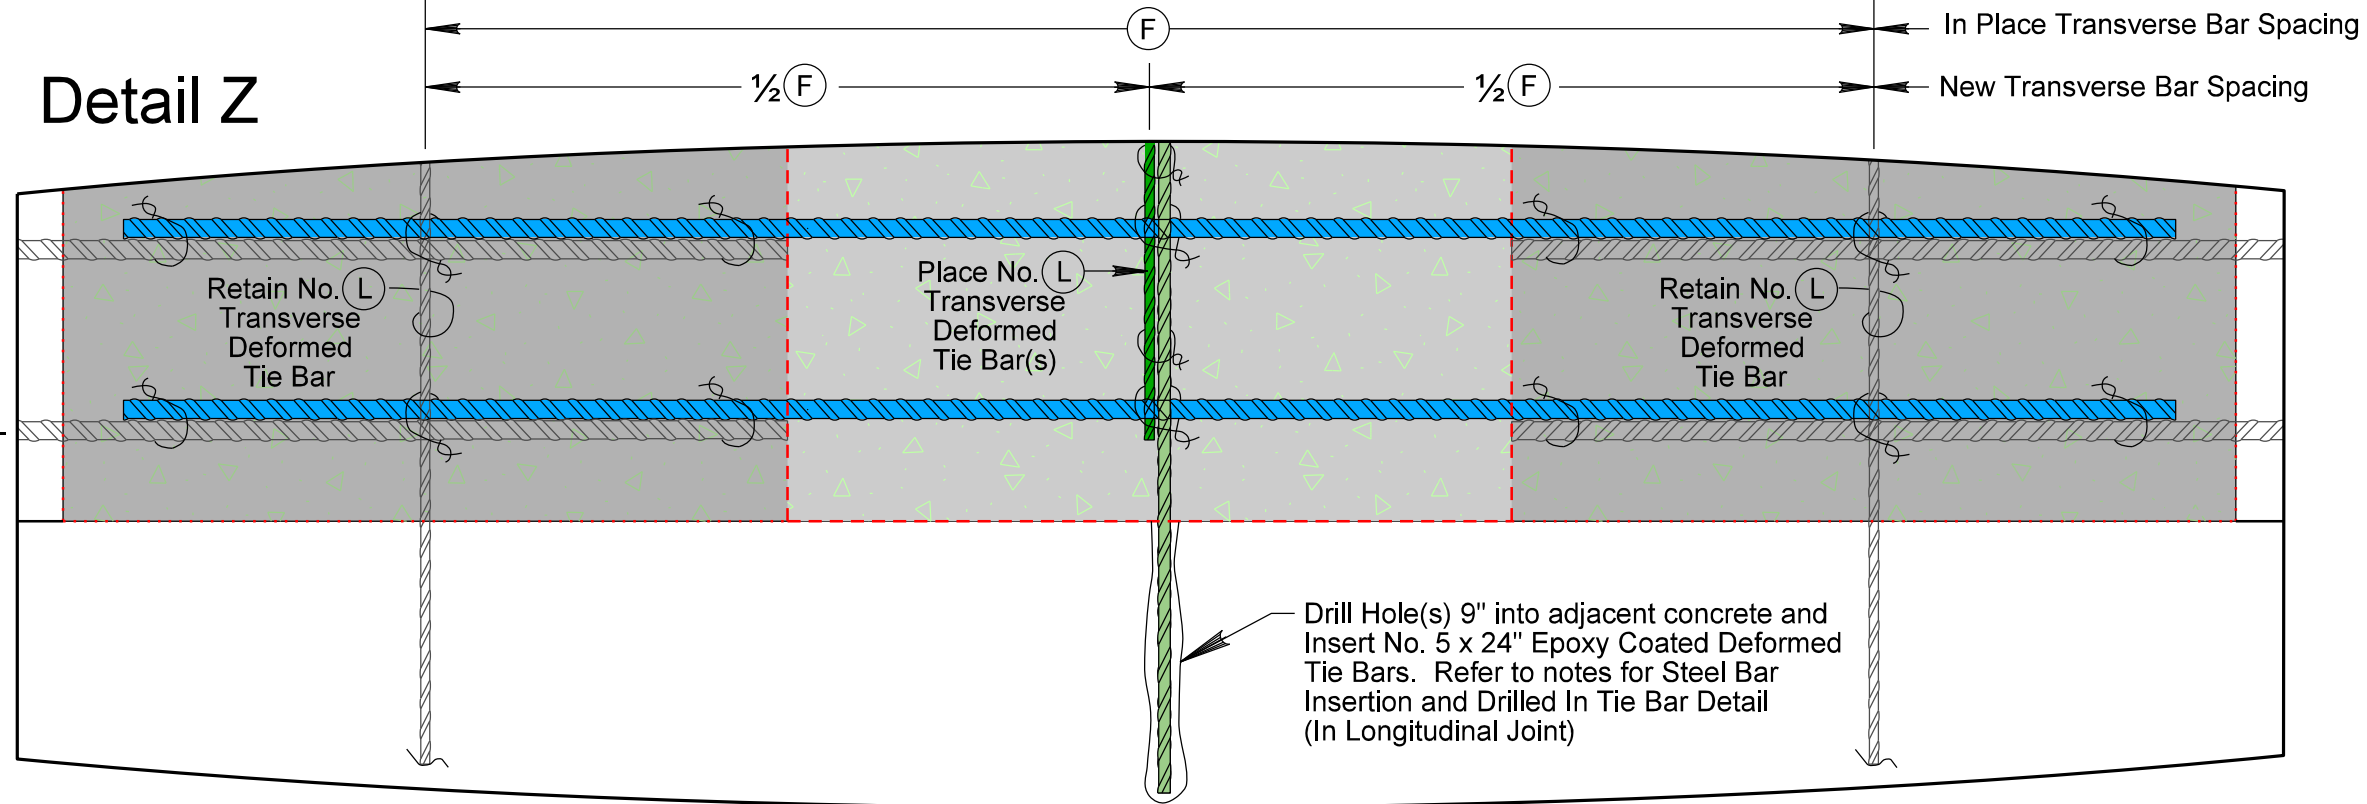 F
In Place Transverse Bar Spacing
Detail Z
½ F
½ F
New Transverse Bar Spacing
Retain No. L
Transverse
Deformed
Tie Bar
Place No. L
Transverse
Deformed
Tie Bar(s)
Retain No. L
Transverse
Deformed
Tie Bar
Drill Hole(s) 9" into adjacent concrete and
Insert No. 5 x 24" Epoxy Coated Deformed
Tie Bars. Refer to notes for Steel Bar
Insertion and Drilled In Tie Bar Detail
(In Longitudinal Joint)